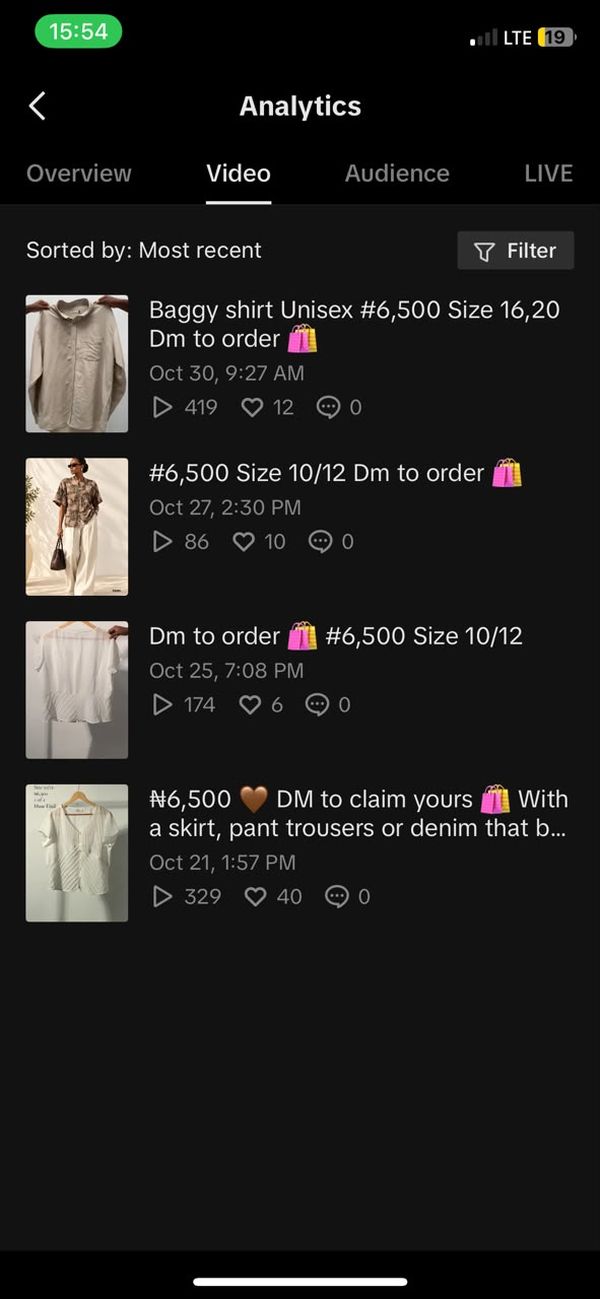 15:54
LTE 19
Analytics
Overview Video Audience LIVE
Sorted by: Most recent
Filter
Baggy shirt Unisex #6,500 Size 16,20
Dm to order 🛍️
Oct 30, 9:27 AM
419 12 0
#6,500 Size 10/12 Dm to order 🛍️
Oct 27, 2:30 PM
86 10 0
Dm to order 🛍️ #6,500 Size 10/12
Oct 25, 7:08 PM
174 6 0
₦6,500 🤎 DM to claim yours 🛍️ With
a skirt, pant trousers or denim that b...
Oct 21, 1:57 PM
329 40 0